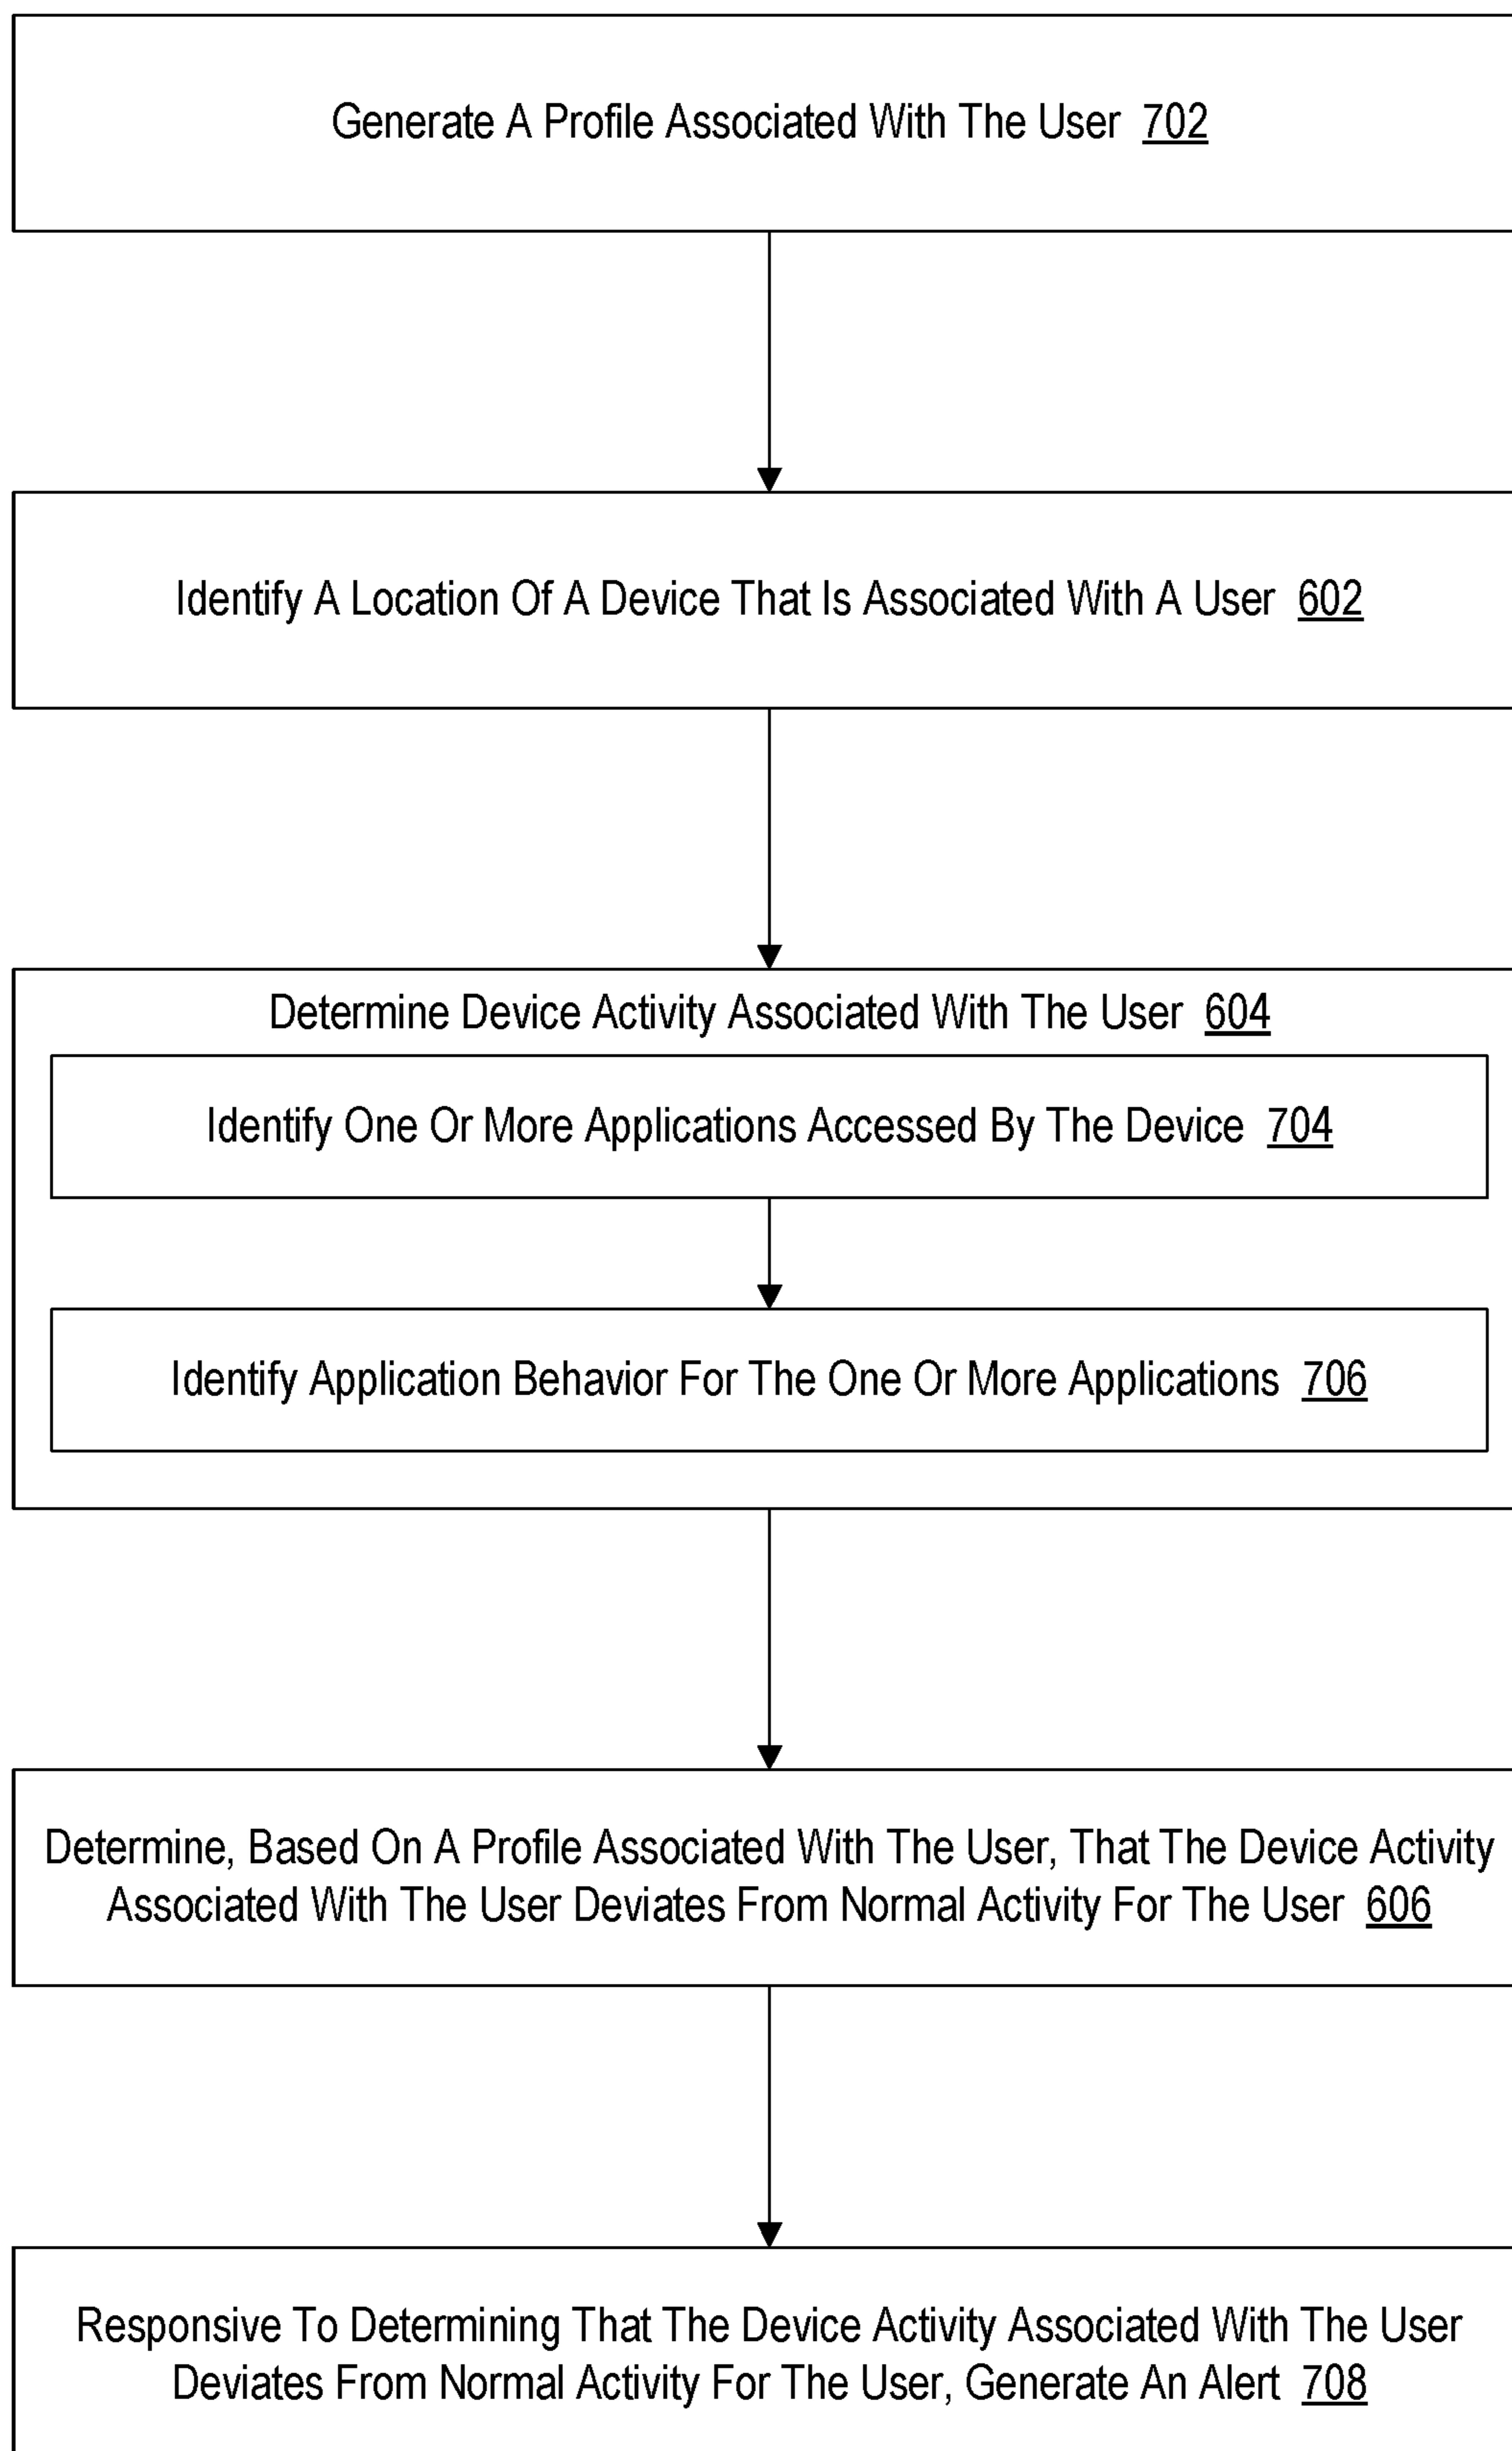 Generate A Profile Associated With The User 702
Identify A Location Of A Device That Is Associated With A User 602
Determine Device Activity Associated With The User 604
Identify One Or More Applications Accessed By The Device 704
Identify Application Behavior For The One Or More Applications 706
Determine, Based On A Profile Associated With The User, That The Device Activity
Associated With The User Deviates From Normal Activity For The User 606
Responsive To Determining That The Device Activity Associated With The User
Deviates From Normal Activity For The User, Generate An Alert 708